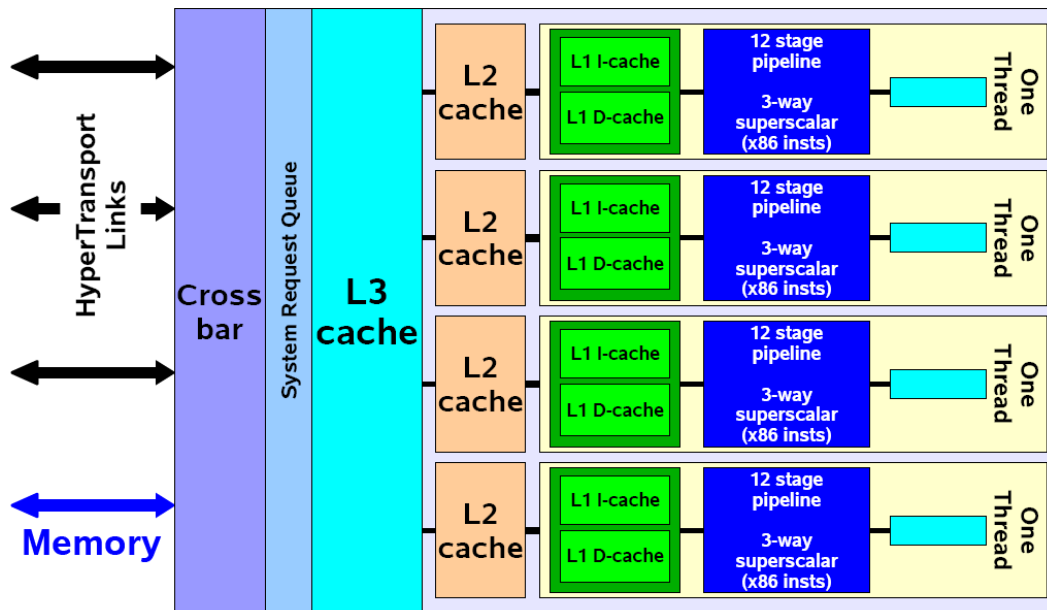 HyperTransport
Links
Memory
Cross
bar
System Request Queue
L3
cache
L2
cache
L1 I-cache
L1 D-cache
12 stage
pipeline
3-way
superscalar
(x86 insts)
One
Thread
L2
cache
L1 I-cache
L1 D-cache
12 stage
pipeline
3-way
superscalar
(x86 insts)
One
Thread
L2
cache
L1 I-cache
L1 D-cache
12 stage
pipeline
3-way
superscalar
(x86 insts)
One
Thread
L2
cache
L1 I-cache
L1 D-cache
12 stage
pipeline
3-way
superscalar
(x86 insts)
One
Thread